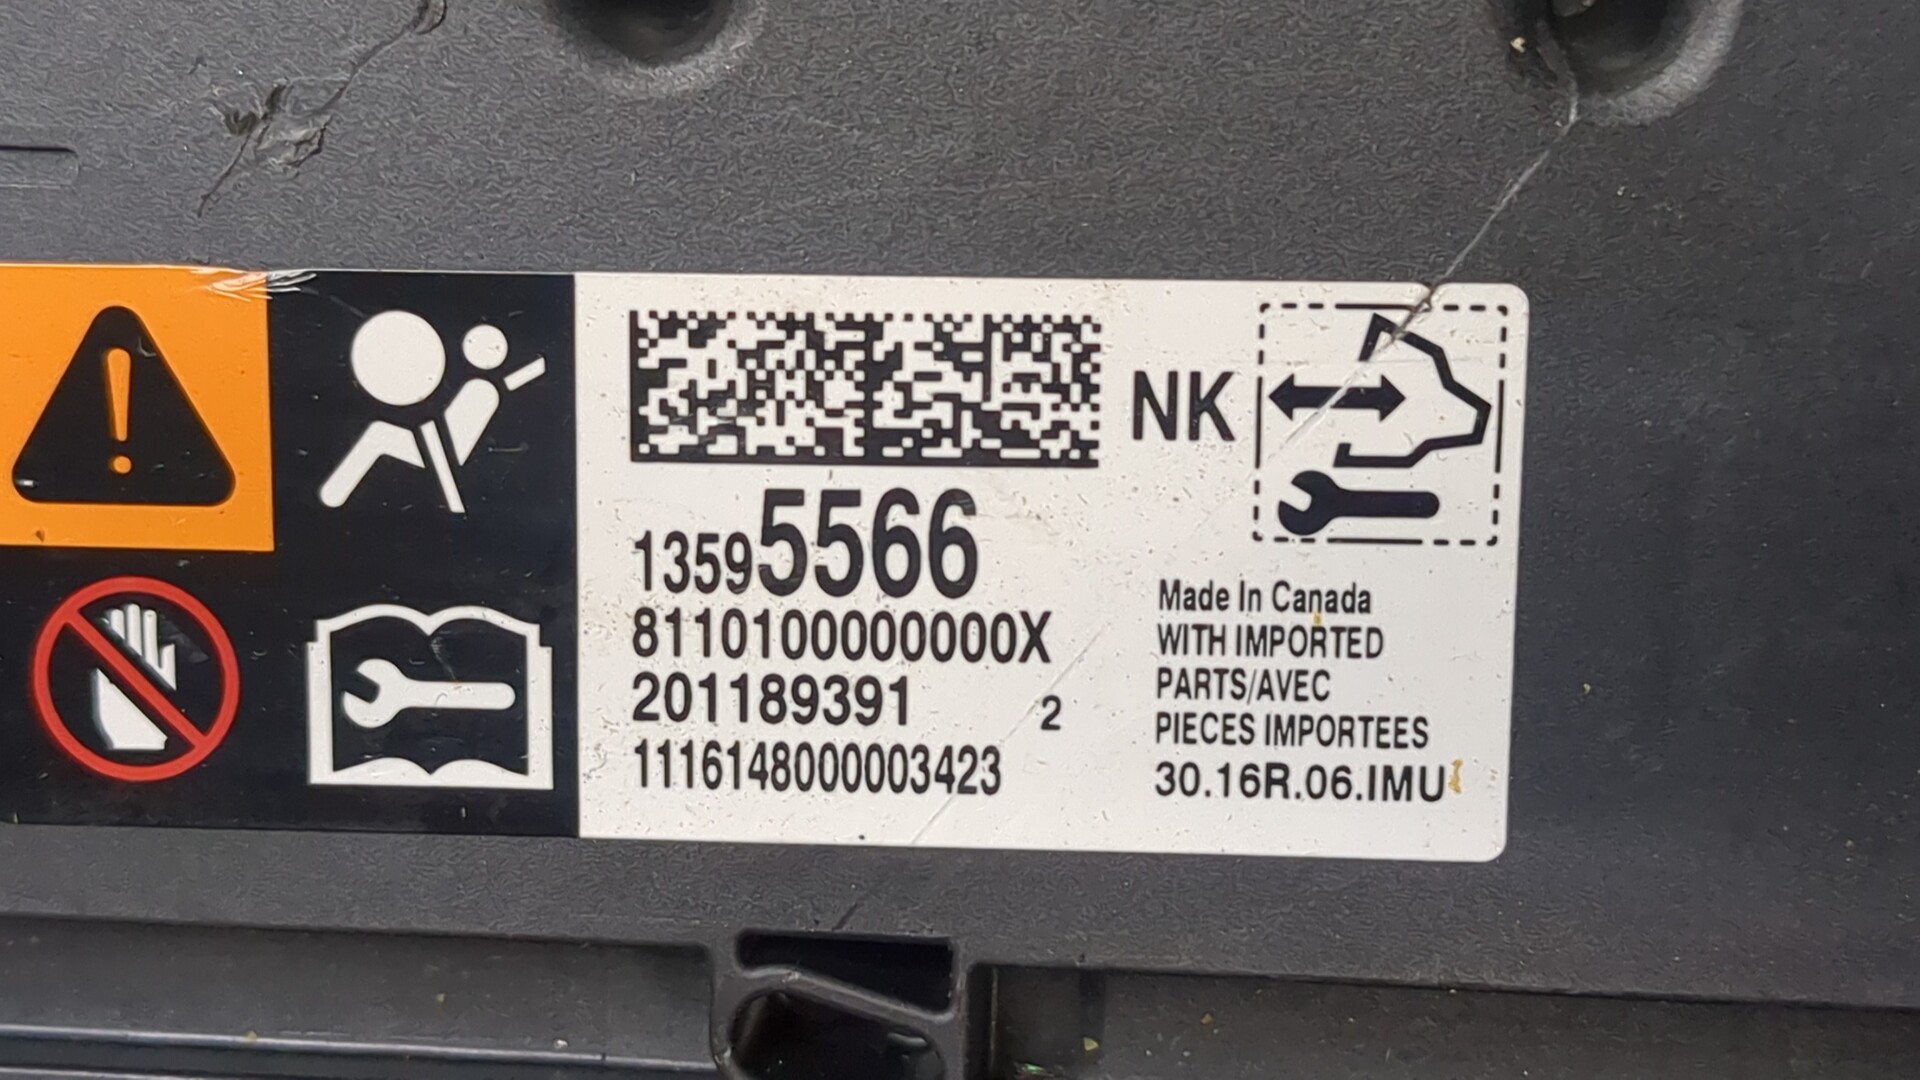 NK
13595566
8110100000000X
201189391 2
1116148000003423
Made In Canada
WITH IMPORTED
PARTS/AVEC
PIECES IMPORTEES
30.16R.06.IMU